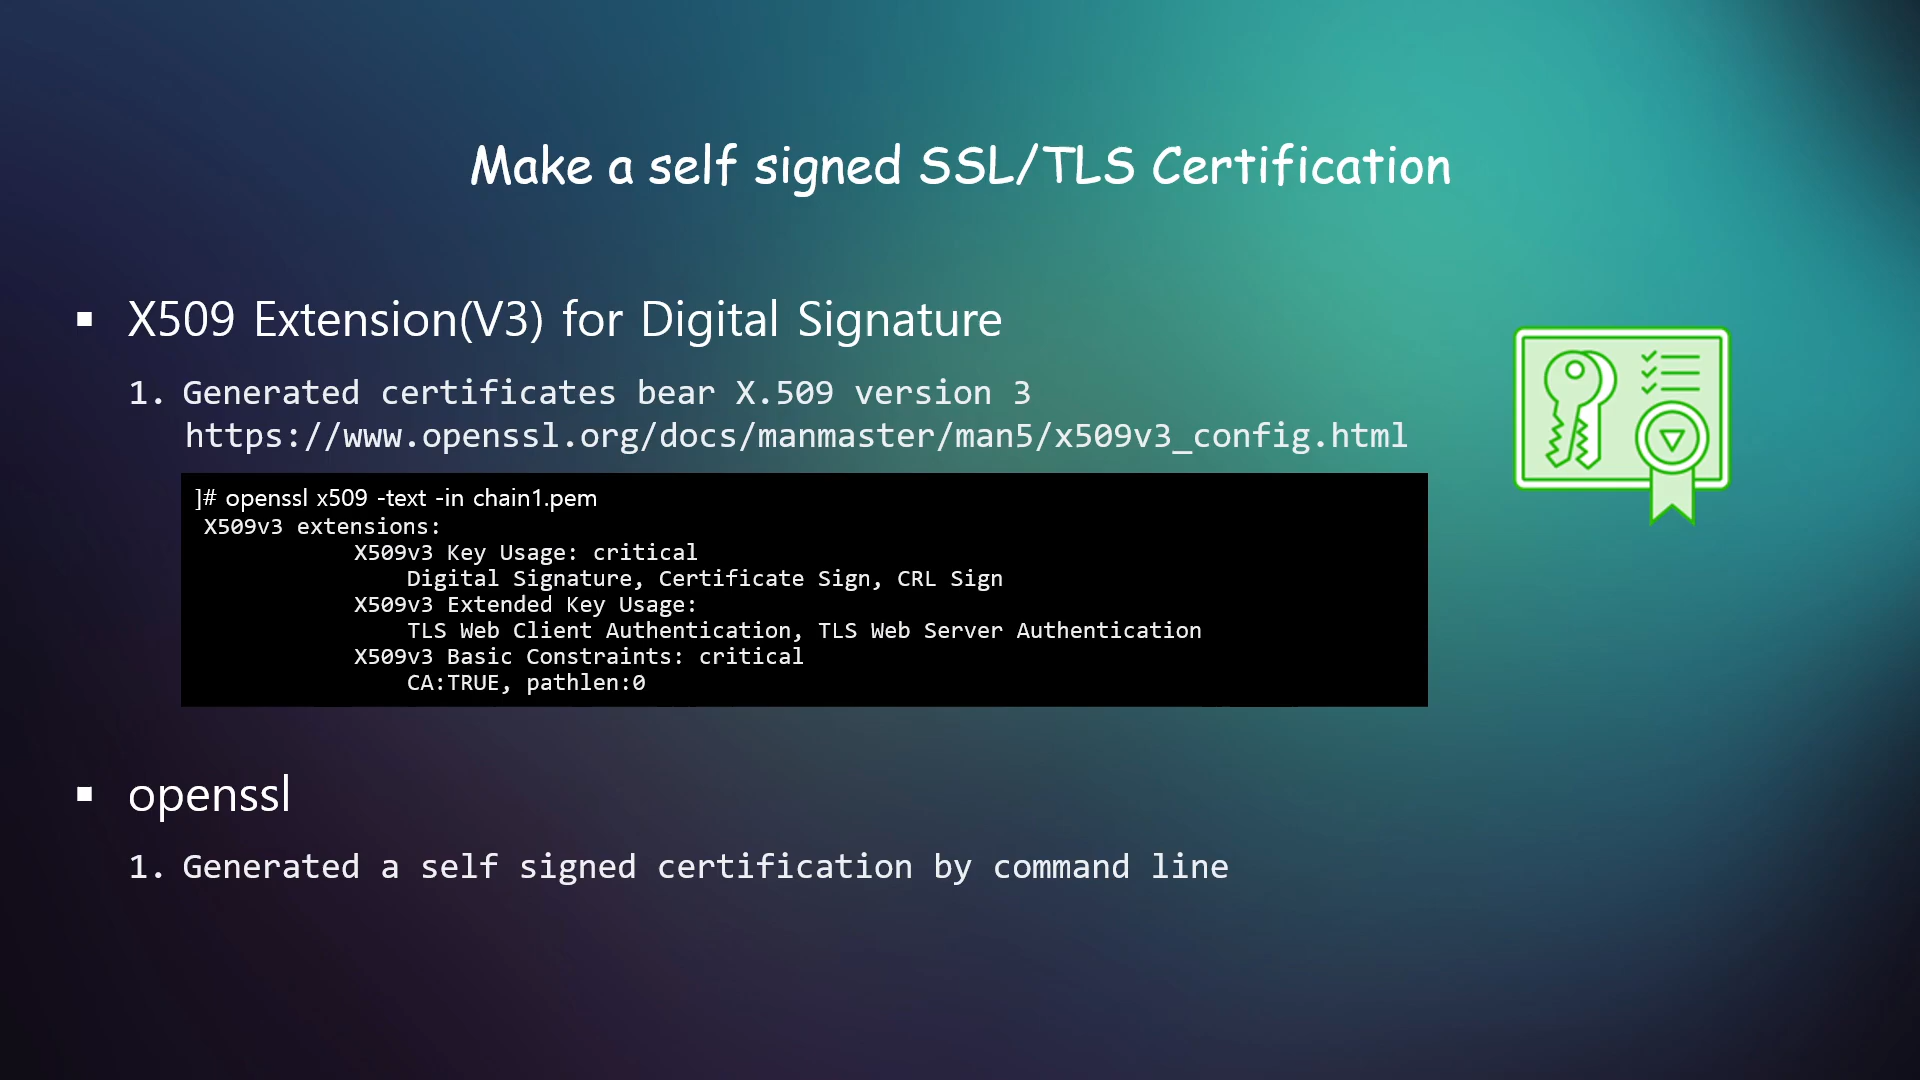 Make a self signed SSL/TLS Certification
▪ X509 Extension(V3) for Digital Signature
1. Generated certificates bear X.509 version 3
https://www.openssl.org/docs/manmaster/man5/x509v3_config.html
]# openssl x509 -text -in chain1.pem
X509v3 extensions:
X509v3 Key Usage: critical
Digital Signature, Certificate Sign, CRL Sign
X509v3 Extended Key Usage:
TLS Web Client Authentication, TLS Web Server Authentication
X509v3 Basic Constraints: critical
CA:TRUE, pathlen:0
▪ openssl
1. Generated a self signed certification by command line